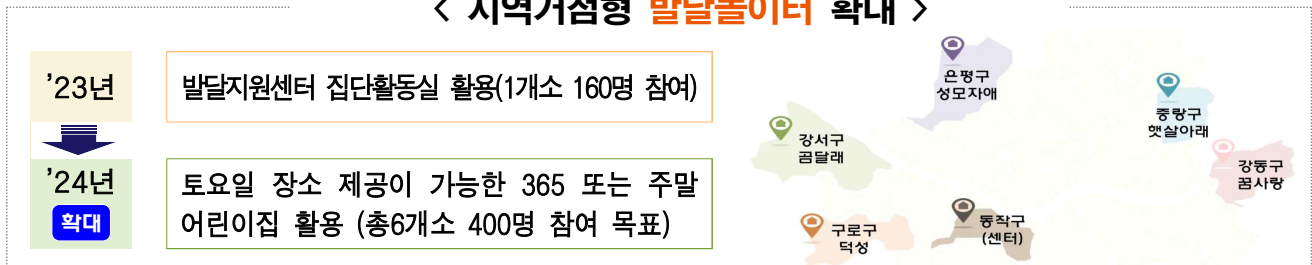 < 지역거점형 발달놀이터 확대 >
'23년
발달지원센터 집단활동실 활용(1개소 160명 참여)
'24년
확대
토요일 장소 제공이 가능한 365 또는 주말
어린이집 활용 (총6개소 400명 참여 목표)
은평구
성모자애
중랑구
햇살아래
강서구
곰달래
강동구
꿈사랑
구로구
덕성
동작구
(센터)